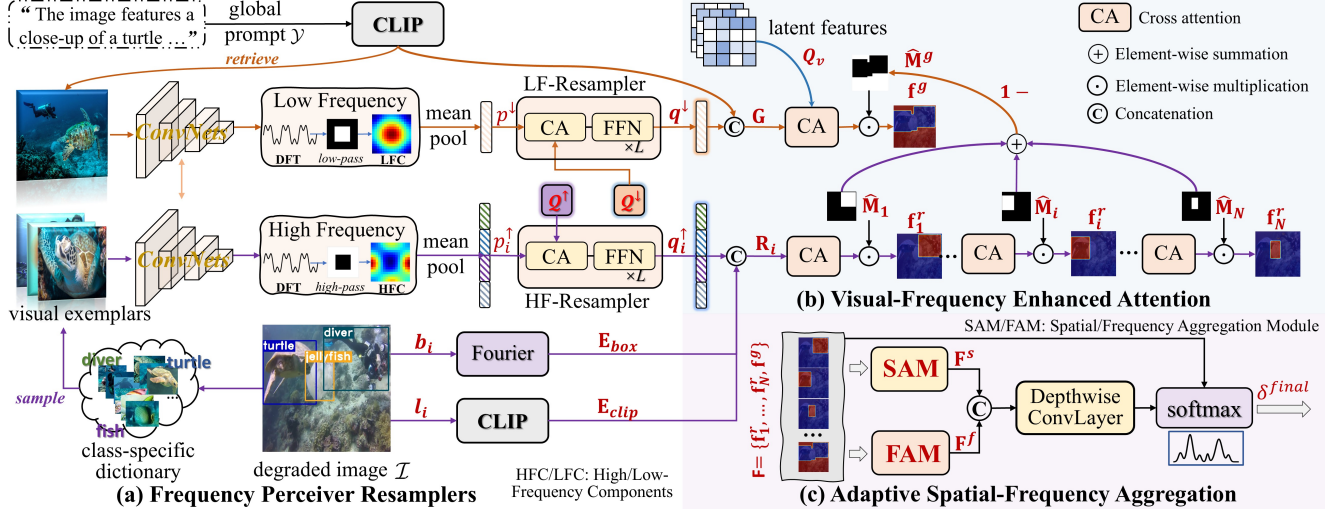 “ The image features a
close-up of a turtle …”
global
prompt 𝒴
CLIP
retrieve
ConvNets
Low Frequency
DFT
low-pass
LFC
mean
pool
p↓
LF-Resampler
CA
FFN
×L
q↓
Q↑
Q↓
visual exemplars
ConvNets
High Frequency
DFT
high-pass
HFC
mean
pool
p_i↑
CA
FFN
×L
HF-Resampler
q_i↑
sample
diver
turtle
...
fish
class-specific
dictionary
turtle
jellyfish
diver
degraded image ℐ
b_i
Fourier
E_box
l_i
CLIP
E_clip
HFC/LFC: High/Low-
Frequency Components
(a) Frequency Perceiver Resamplers
latent features
Q_v
C
G
CA
M̂^g
f^g
1 −
CA
Cross attention
+
Element-wise summation
Element-wise multiplication
C
Concatenation
+
C
R_i
CA
M̂_1
f_1^r
...
CA
M̂_i
f_i^r
...
CA
M̂_N
f_N^r
(b) Visual-Frequency Enhanced Attention
SAM/FAM: Spatial/Frequency Aggregation Module
F= {f_1^r, …, f_N^r, f^g}
...
SAM
F^s
FAM
F^f
C
Depthwise
ConvLayer
softmax
δ^final
(c) Adaptive Spatial-Frequency Aggregation